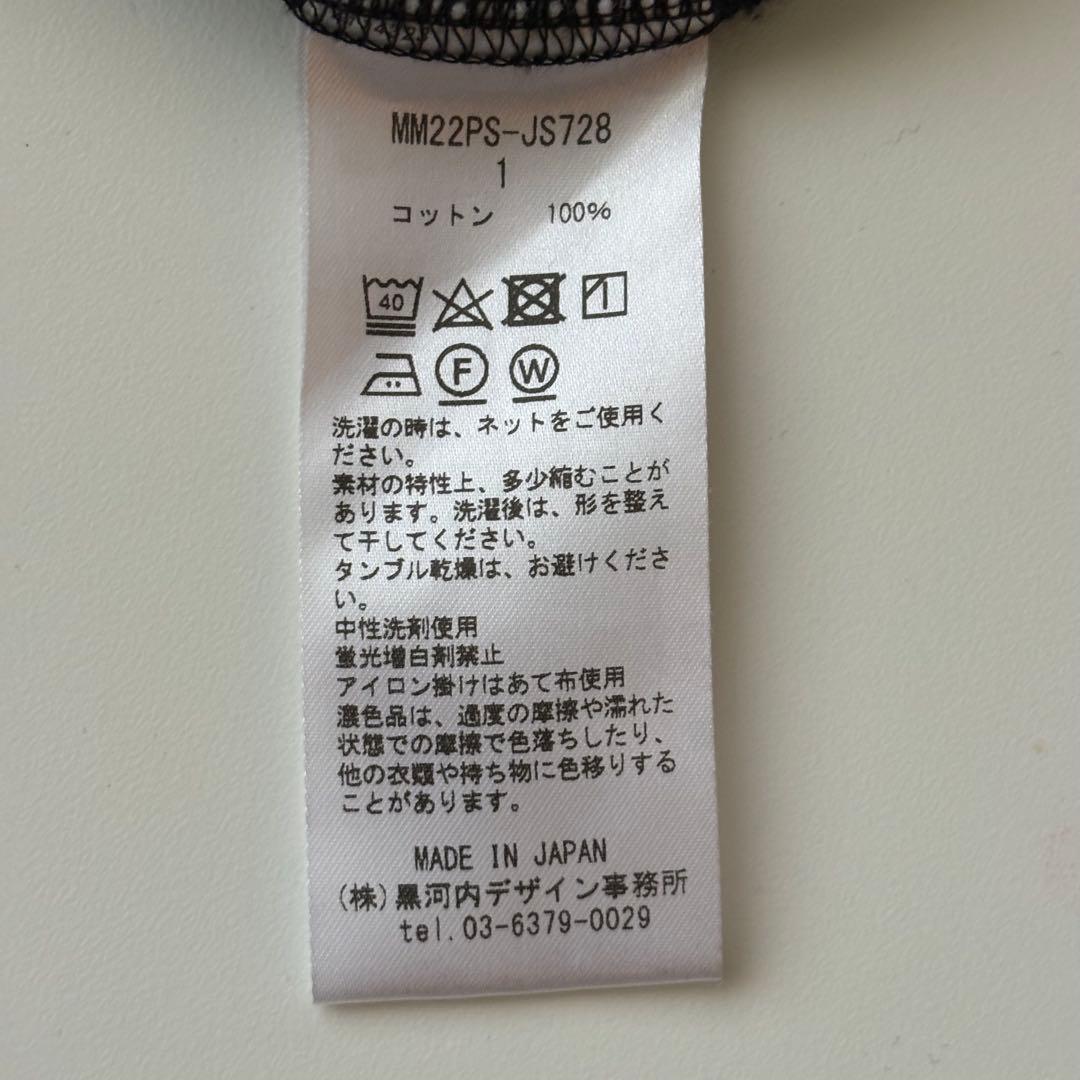 MM22PS-JS728
1
コットン 100%
40
F W
洗濯の時は、ネットをご使用く
ださい。
素材の特性上、多少縮むことが
あります。洗濯後は、形を整え
て干してください。
タンブル乾燥は、お避けくださ
い。
中性洗剤使用
蛍光増白剤禁止
アイロン掛けはあて布使用
濃色品は、過度の摩擦や濡れた
状態での摩擦で色落ちしたり、
他の衣類や持ち物に色移りする
ことがあります。
MADE IN JAPAN
(株)黒河内デザイン事務所
tel.03-6379-0029